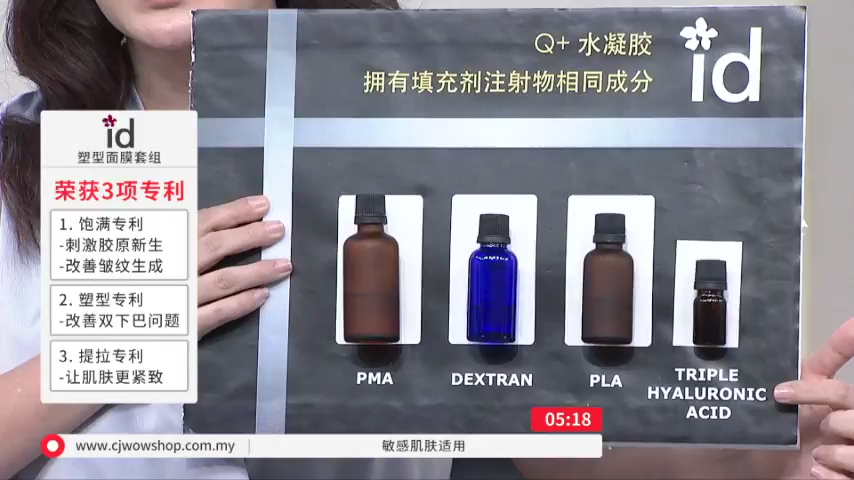 Q+ 水凝胶
拥有填充剂注射物相同成分
id
id
塑型面膜套组
荣获3项专利
1. 饱满专利
-刺激胶原新生
-改善皱纹生成
2. 塑型专利
-改善双下巴问题
3. 提拉专利
-让肌肤更紧致
PMA
DEXTRAN
PLA
TRIPLE
HYALURONIC
ACID
05:18
www.cjwowshop.com.my
敏感肌肤适用